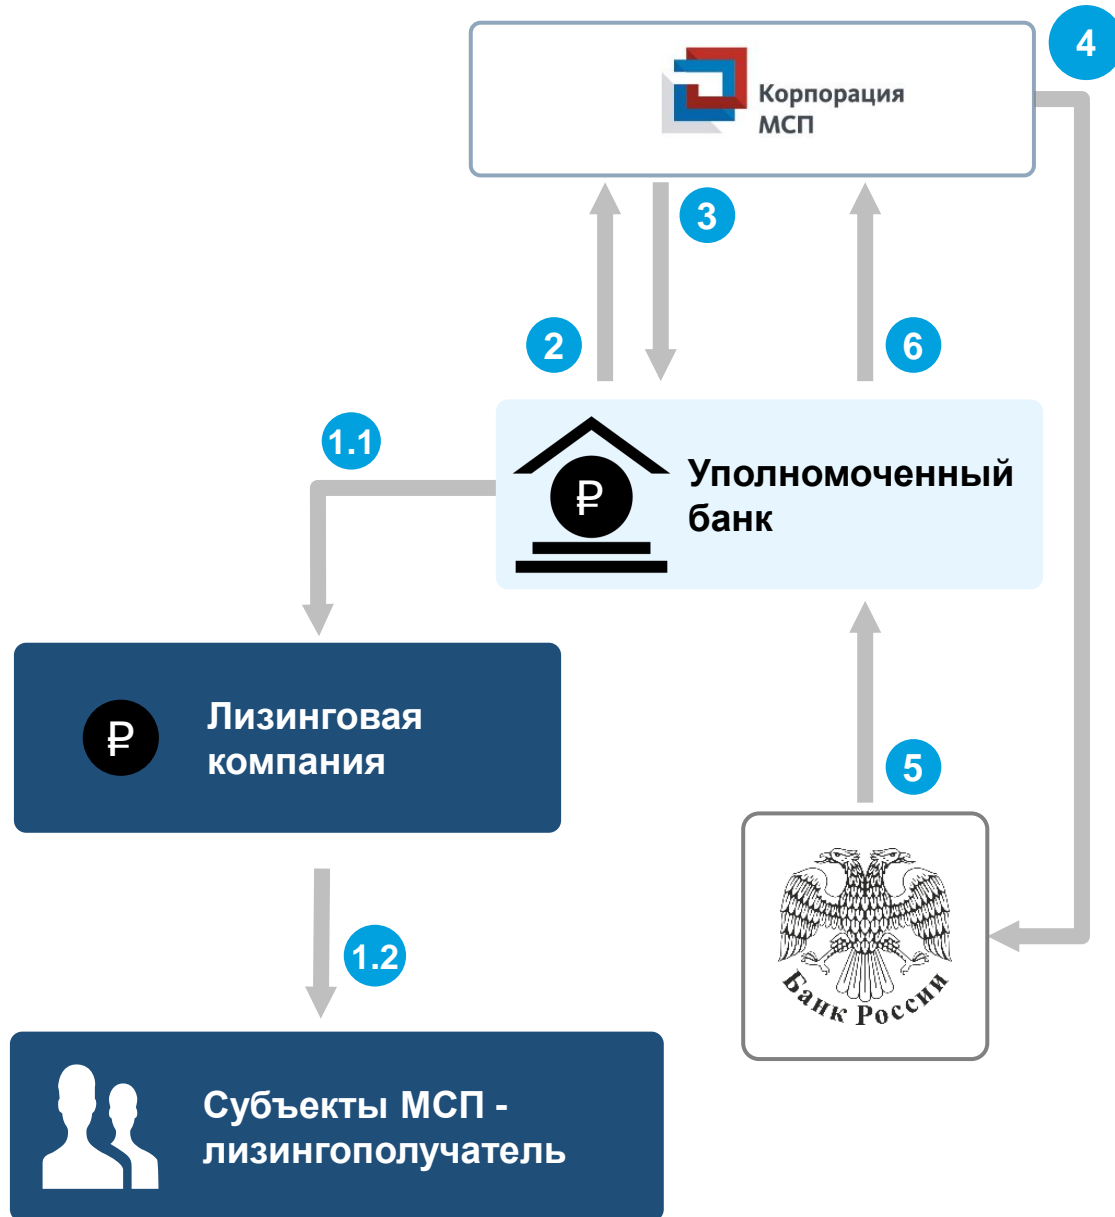 4
Корпорация
МСП
3
2
6
1.1
₽
Уполномоченный
банк
₽
Лизинговая
компания
5
1.2
Банк России
Субъекты МСП -
лизингополучатель